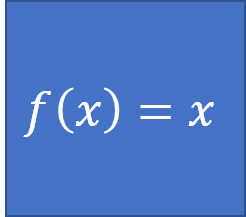 f(x) = x